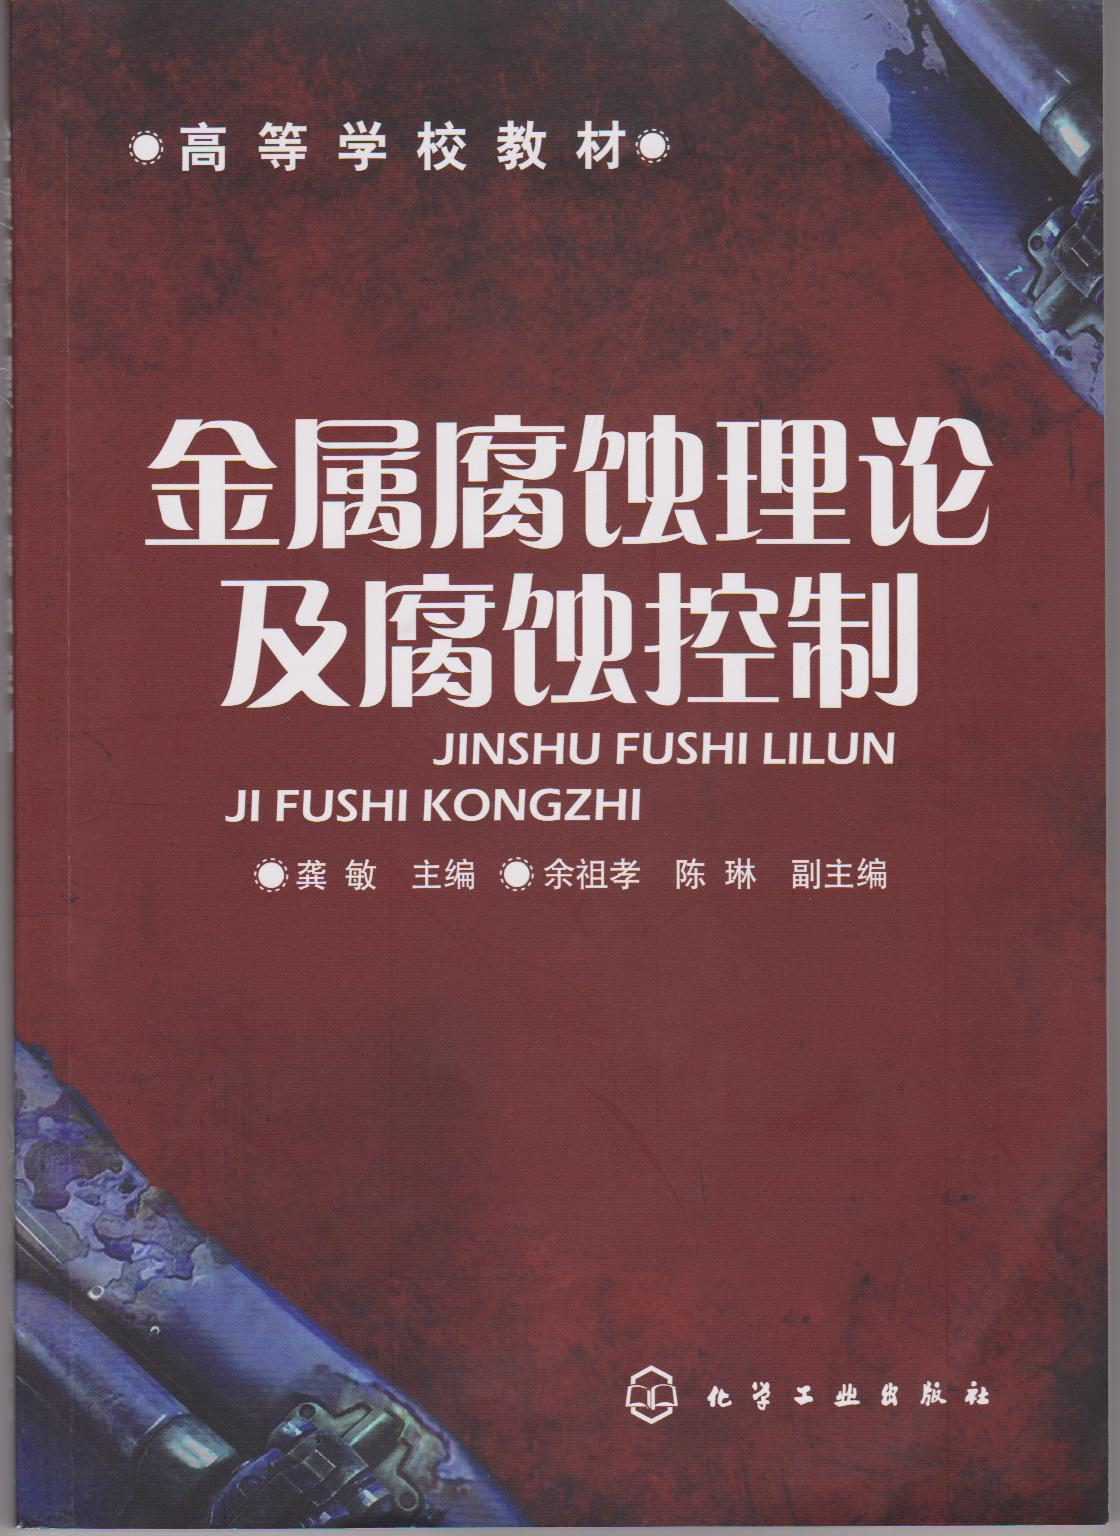 高等学校教材
金属腐蚀理论
及腐蚀控制
JINSHU FUSHI LILUN
JI FUSHI KONGZHI
龚敏 主编 余祖孝 陈琳 副主编
化学工业出版社